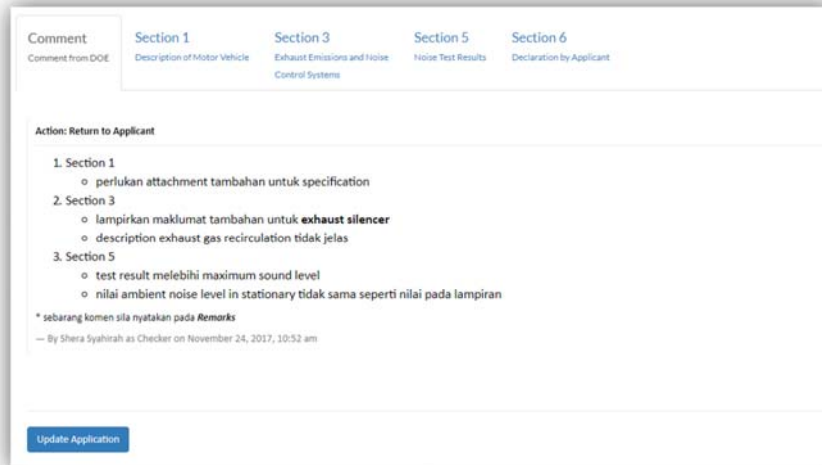 Comment
Comment from DOE
Section 1
Description of Motor Vehicle
Section 3
Exhaust Emissions and Noise
Control Systems
Section 5
Noise Test Results
Section 6
Declaration by Applicant
Action: Return to Applicant
1. Section 1
perlukan attachment tambahan untuk specification
2. Section 3
lampirkan maklumat tambahan untuk exhaust silencer
description exhaust gas recirculation tidak jelas
3. Section 5
test result melebihi maximum sound level
nilai ambient noise level in stationary tidak sama seperti nilai pada lampiran
* sebarang komen sila nyatakan pada Remarks
— By Shera Syahirah as Checker on November 24, 2017, 10:52 am
Update Application